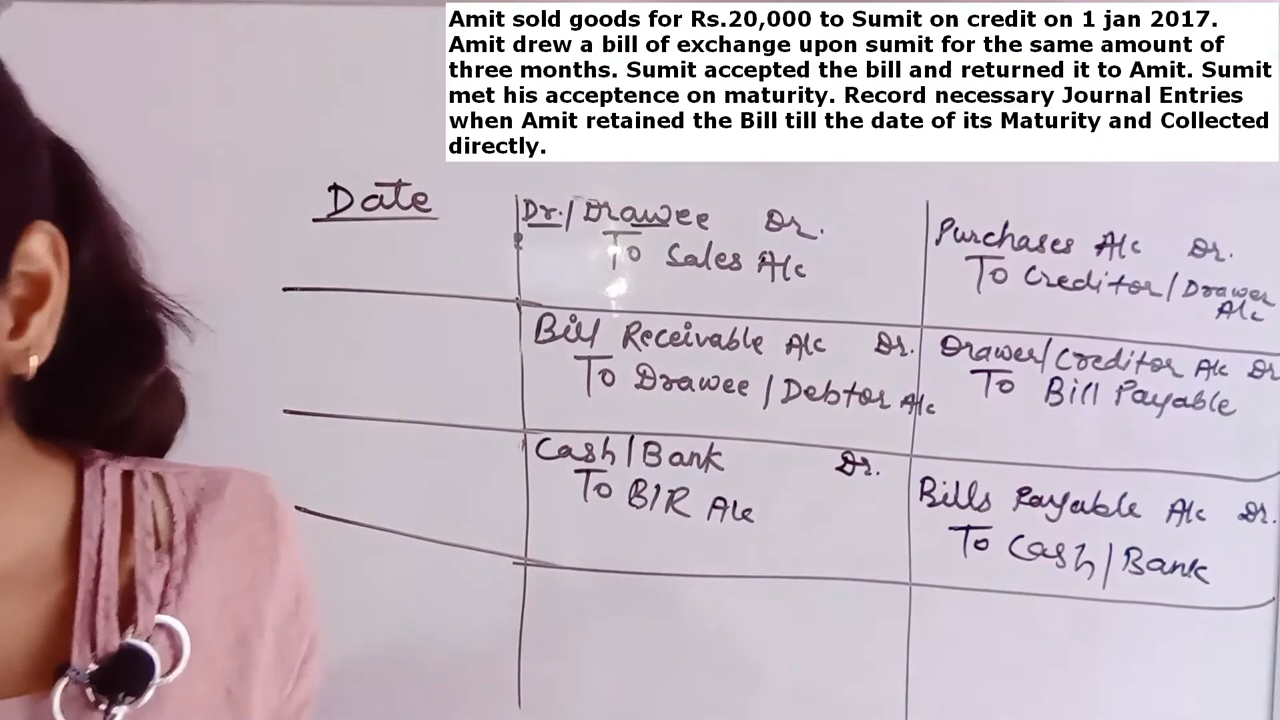 Amit sold goods for Rs.20,000 to Sumit on credit on 1 jan 2017.
Amit drew a bill of exchange upon sumit for the same amount of
three months. Sumit accepted the bill and returned it to Amit. Sumit
met his acceptence on maturity. Record necessary Journal Entries
when Amit retained the Bill till the date of its Maturity and Collected
directly.
Date
Dr./Drawee Dr.
To Sales A/c
Purchases A/c Dr.
To Creditor/Drawer
A/c
Bill Receivable A/c Dr.
To Drawee/Debtor A/c
Drawer/Creditor A/c Dr
To Bill Payable
Cash/Bank Dr.
To B/R A/c
Bills Payable A/c Dr.
To Cash/Bank